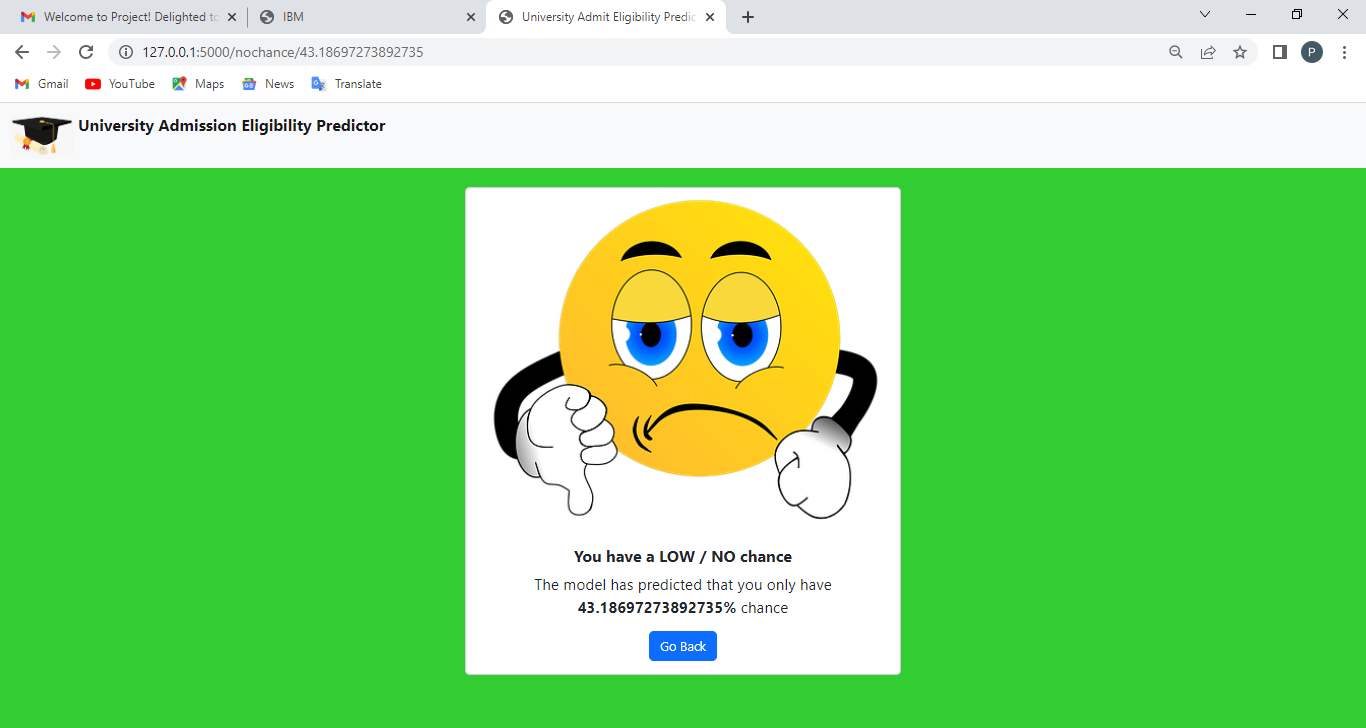 Welcome to Project! Delighted to
IBM
University Admit Eligibility Predic
127.0.0.1:5000/nochance/43.18697273892735
P
Gmail
YouTube
Maps
News
Translate
University Admission Eligibility Predictor
You have a LOW / NO chance
The model has predicted that you only have
43.18697273892735% chance
Go Back